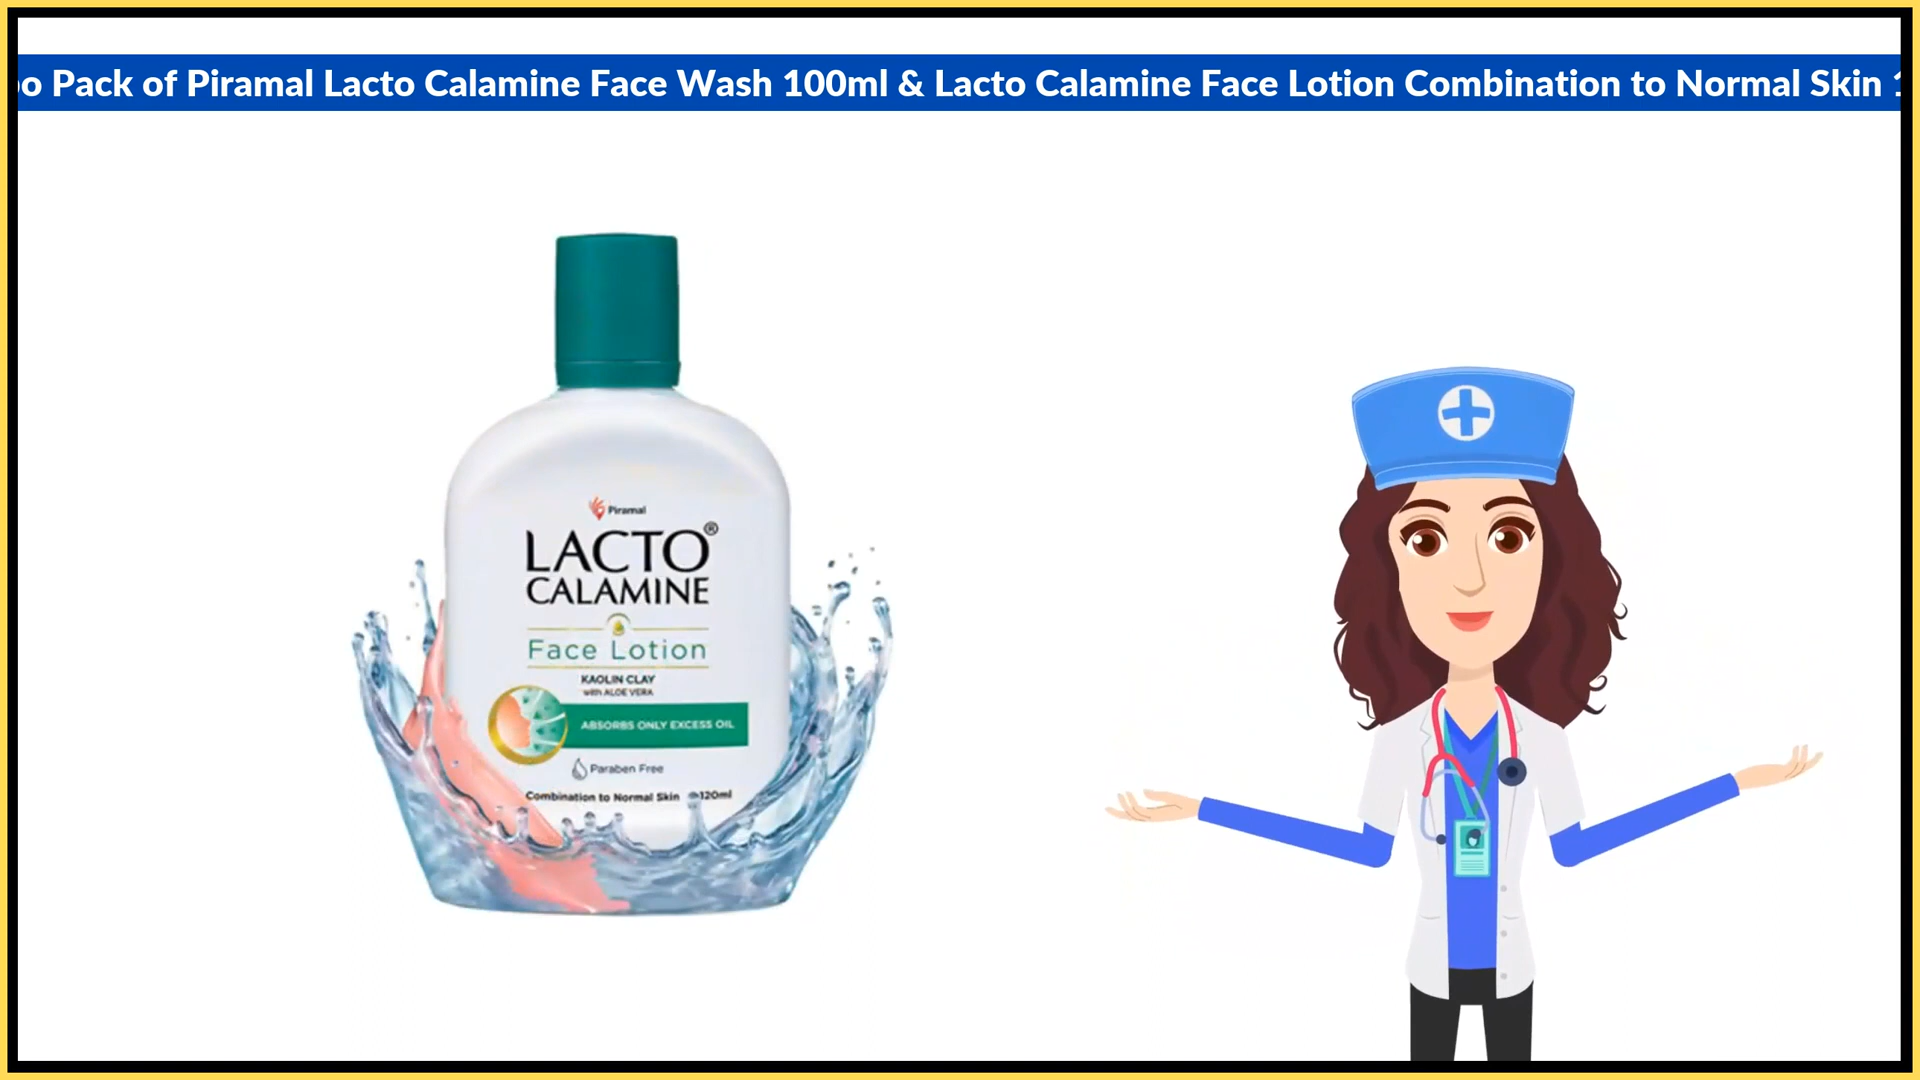 Pack of Piramal Lacto Calamine Face Wash 100ml & Lacto Calamine Face Lotion Combination to Normal Skin
Piramal
LACTO®
CALAMINE
Face Lotion
KAOLIN CLAY
with ALOE VERA
ABSORBS ONLY EXCESS OIL
Paraben Free
Combination to Normal Skin 120ml